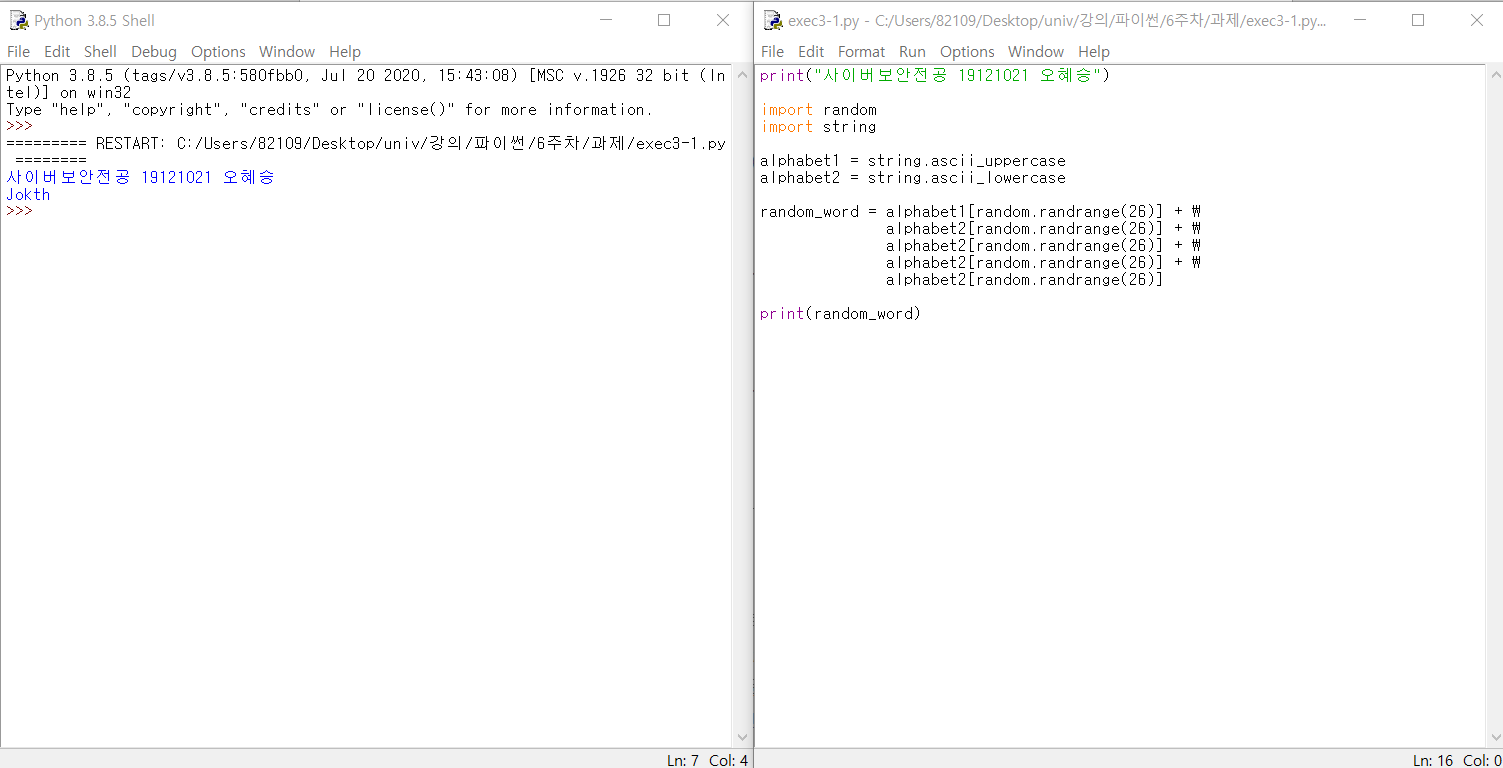 Python 3.8.5 Shell
File Edit Shell Debug Options Window Help
Python 3.8.5 (tags/v3.8.5:580fbb0, Jul 20 2020, 15:43:08) [MSC v.1926 32 bit (In
tel)] on win32
Type "help", "copyright", "credits" or "license()" for more information.
>>>
========= RESTART: C:/Users/82109/Desktop/univ/강의/파이썬/6주차/과제/exec3-1.py
========
사이버보안전공 19121021 오혜승
Jokth
>>>
Ln: 7 Col: 4
exec3-1.py - C:/Users/82109/Desktop/univ/강의/파이썬/6주차/과제/exec3-1.py...
File Edit Format Run Options Window Help
print("사이버보안전공 19121021 오혜승")
import random
import string
alphabet1 = string.ascii_uppercase
alphabet2 = string.ascii_lowercase
random_word = alphabet1[random.randrange(26)] + ₩
alphabet2[random.randrange(26)] + ₩
alphabet2[random.randrange(26)] + ₩
alphabet2[random.randrange(26)] + ₩
alphabet2[random.randrange(26)]
print(random_word)
Ln: 16 Col: 0